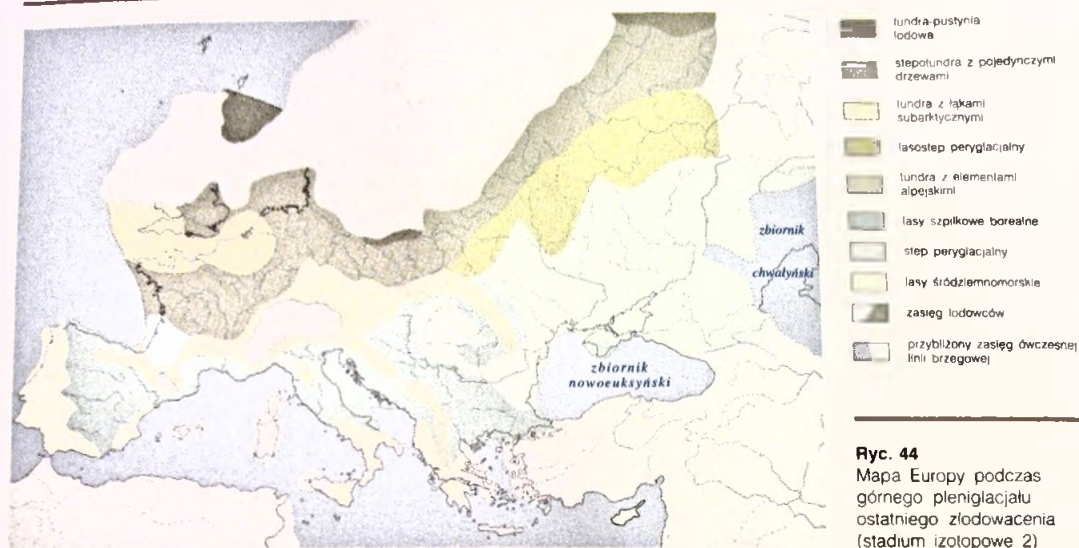 zbiornik
chwałyński
zbiornik
nowoeuksyński
tundra-pustynia
lodowa
stepotundra z pojedynczymi
drzewami
tundra z łąkami
subarktycznymi
lasostep peryglacjalny
tundra z elementami
alpejskimi
lasy szpilkowe borealne
step peryglacjalny
lasy śródziemnomorskie
zasięg lodowców
przybliżony zasięg ówczesnej
linii brzegowej
Ryc. 44
Mapa Europy podczas
górnego pleniglacjału
ostatniego zlodowacenia
(stadium izotopowe 2)